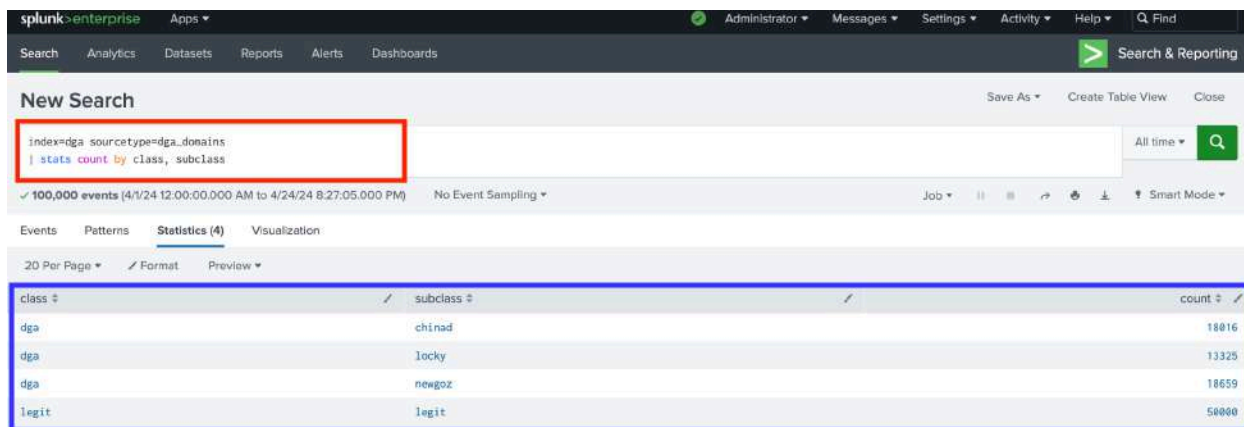 splunk>enterprise Apps Administrator Messages Settings Activity Help Find
Search Analytics Datasets Reports Alerts Dashboards Search & Reporting
New Search Save As Create Table View Close
index=dga sourcetype=dga_domains All time
| stats count by class, subclass
100,000 events (4/1/24 12:00:00.000 AM to 4/24/24 8:27:05.000 PM) No Event Sampling Job Smart Mode
Events Patterns Statistics (4) Visualization
20 Per Page Format Preview
class subclass count
dga chinad 18016
dga locky 13325
dga newgoz 18659
legit legit 50000